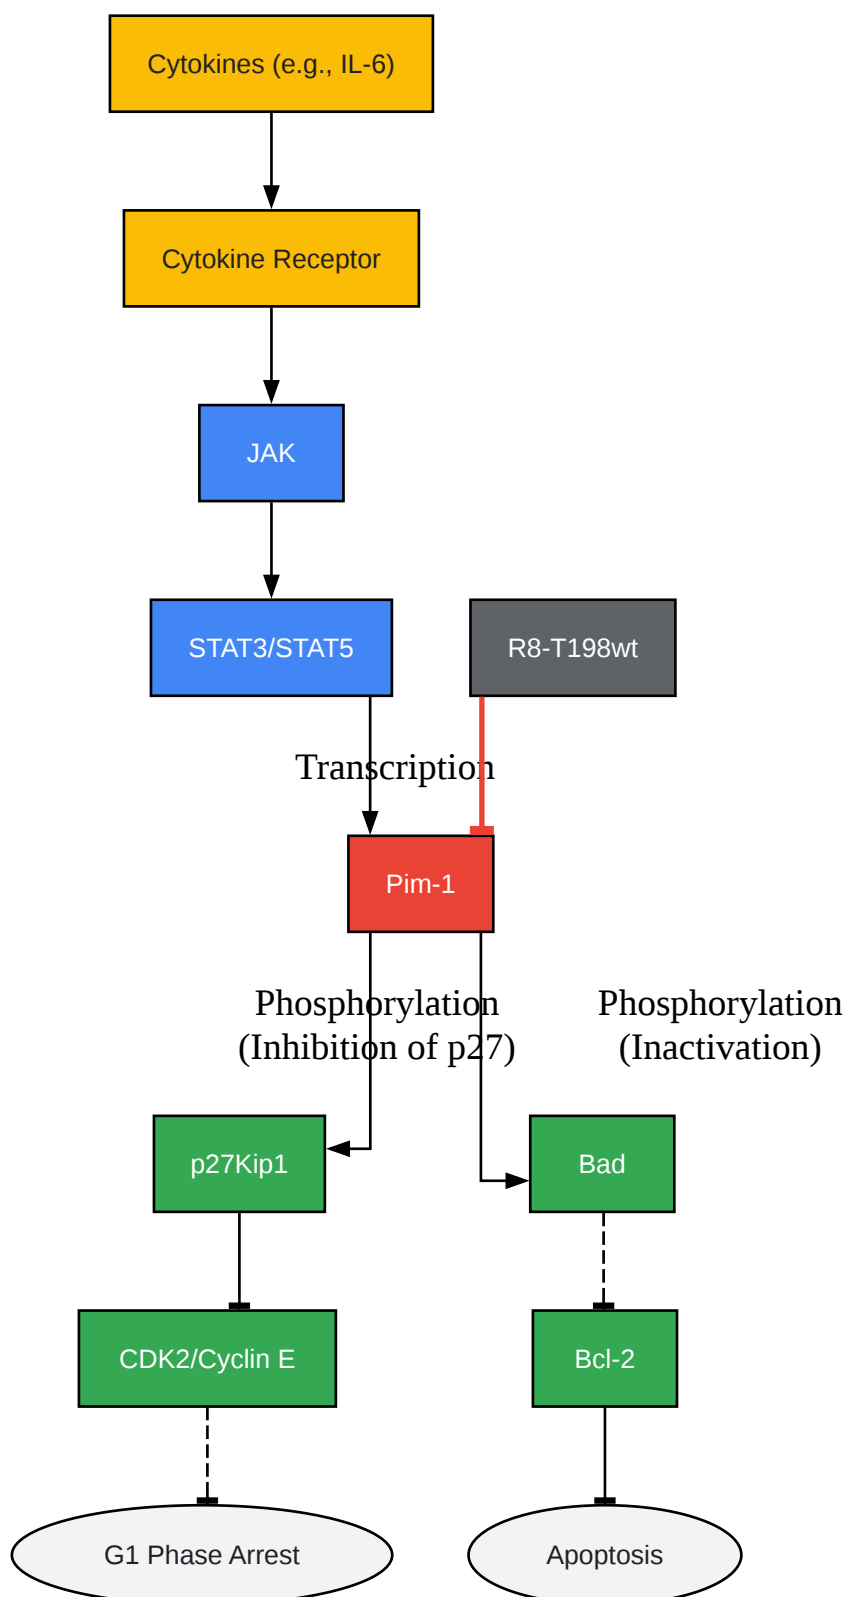 Cytokines (e.g., IL-6)
Cytokine Receptor
JAK
STAT3/STAT5
R8-T198wt
Transcription
Pim-1
Phosphorylation
(Inhibition of p27)
Phosphorylation
(Inactivation)
p27Kip1
Bad
CDK2/Cyclin E
Bcl-2
G1 Phase Arrest
Apoptosis